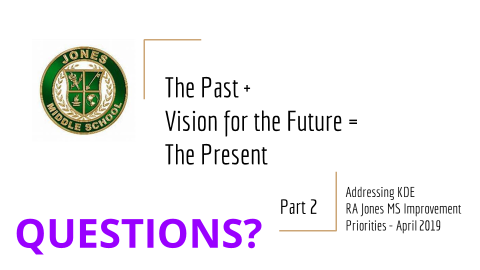 JONES
MIDDLE SCHOOL
The Past +
Vision for the Future =
The Present
Part 2
Addressing KDE
RA Jones MS Improvement
Priorities - April 2019
QUESTIONS?